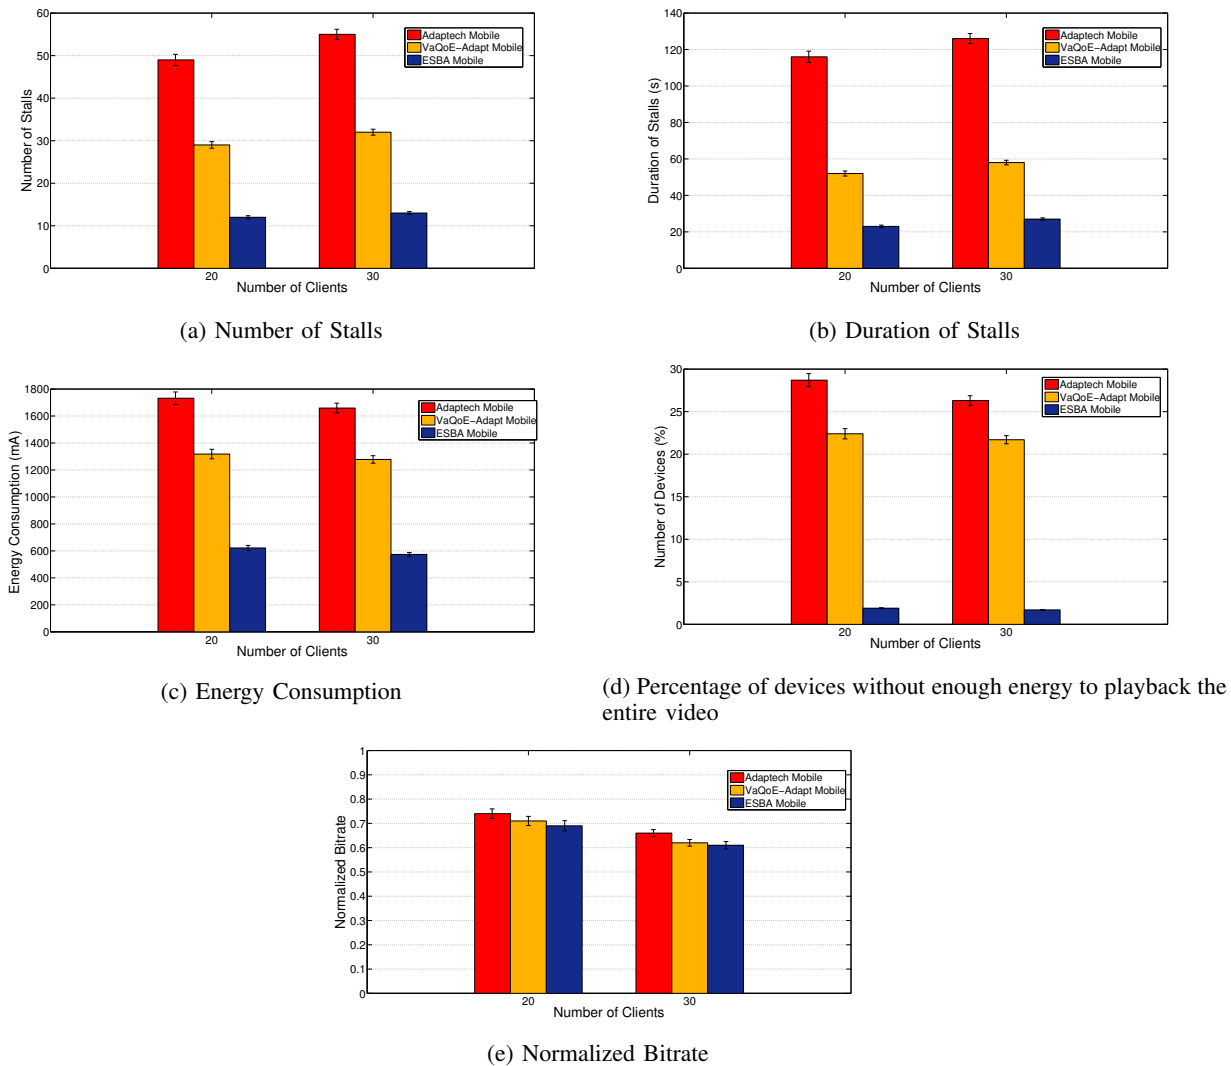 60
50
40
30
20
10
0
Number of Stalls
Adaptech Mobile
VaQoE-Adapt Mobile
ESBA Mobile
20
30
Number of Clients
(a) Number of Stalls
140
120
100
80
60
40
20
0
Duration of Stalls (s)
Adaptech Mobile
VaQoE-Adapt Mobile
ESBA Mobile
20
30
Number of Clients
(b) Duration of Stalls
1800
1600
1400
1200
1000
800
600
400
200
0
Energy Consumption (mA)
Adaptech Mobile
VaQoE-Adapt Mobile
ESBA Mobile
20
30
Number of Clients
(c) Energy Consumption
30
25
20
15
10
5
0
Number of Devices (%)
Adaptech Mobile
VaQoE-Adapt Mobile
ESBA Mobile
20
30
Number of Clients
(d) Percentage of devices without enough energy to playback the
entire video
1
0.9
0.8
0.7
0.6
0.5
0.4
0.3
0.2
0.1
0
Normalized Bitrate
Adaptech Mobile
VaQoE-Adapt Mobile
ESBA Mobile
20
30
Number of Clients
(e) Normalized Bitrate